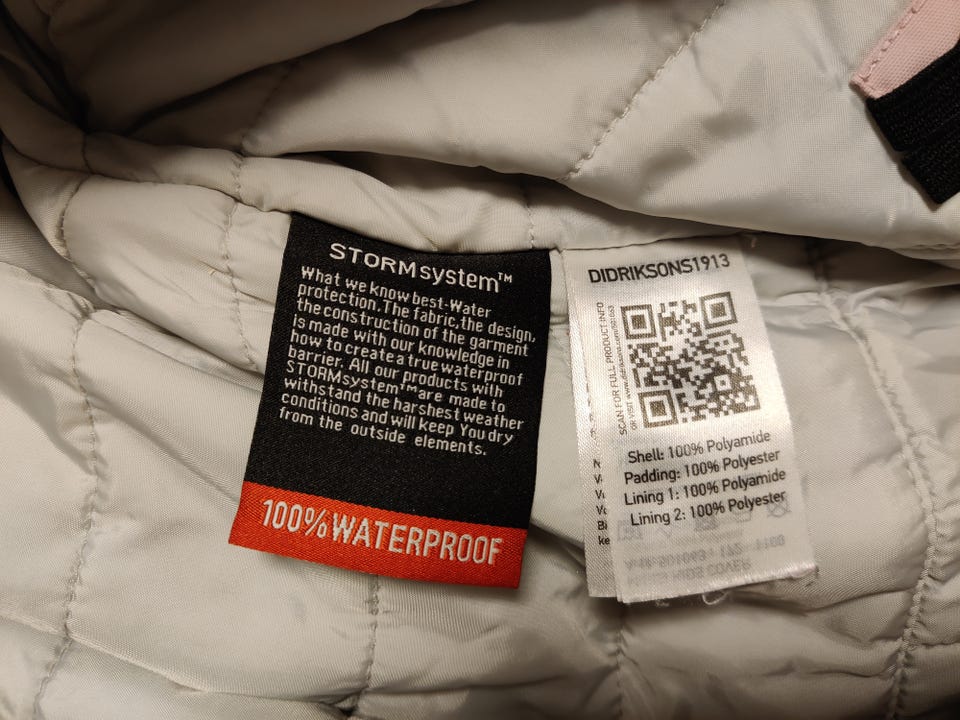 STORMsystem™
What we know best-Water
protection.The fabric,the design,
the construction of the garment
is made with our knowledge in
how to create a true waterproof
barrier. All our products with
STORMsystem™are made to
withstand the harshest weather
conditions and will keep You dry
from the outside elements.
100%WATERPROOF
DIDRIKSONS1913
SCAN FOR FULL PRODUCT INFO
Shell: 100% Polyamide
Padding: 100% Polyester
Lining 1: 100% Polyamide
Lining 2: 100% Polyester